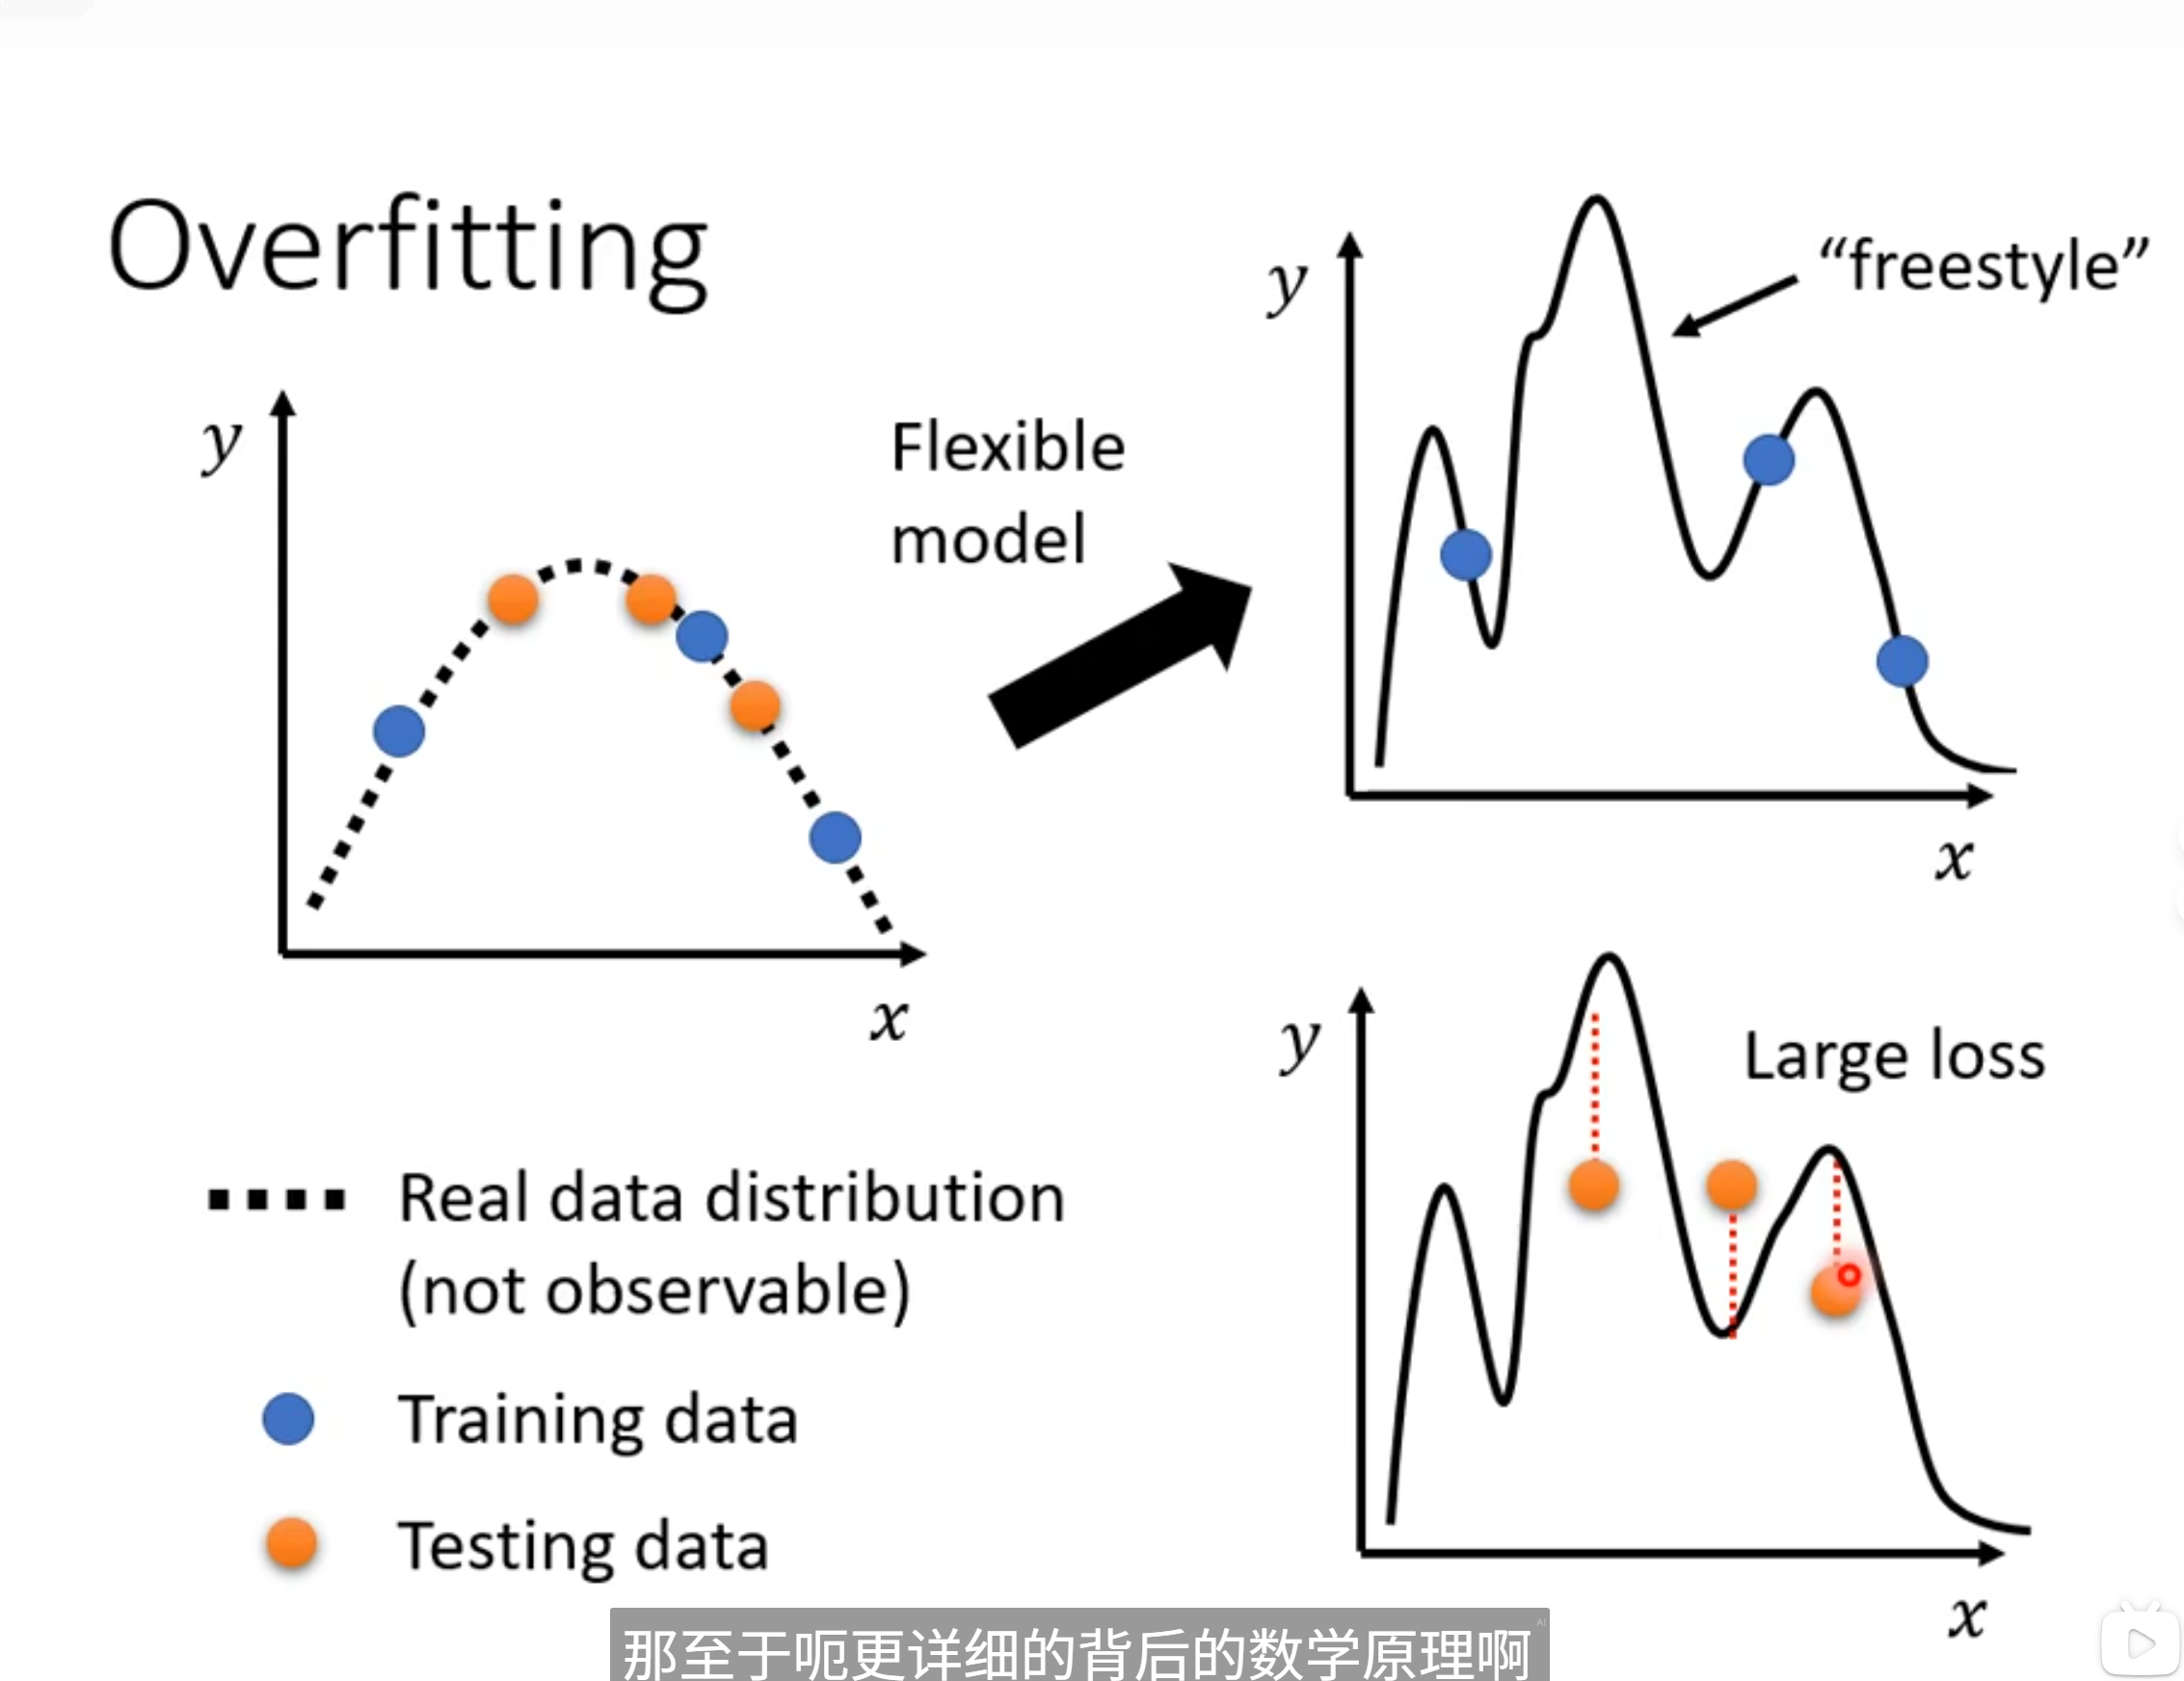 Overfitting
y
x
Flexible
model
y
“freestyle”
x
y
Large loss
x
Real data distribution
(not observable)
Training data
Testing data
AI
那至于呃更详细的背后的数学原理啊